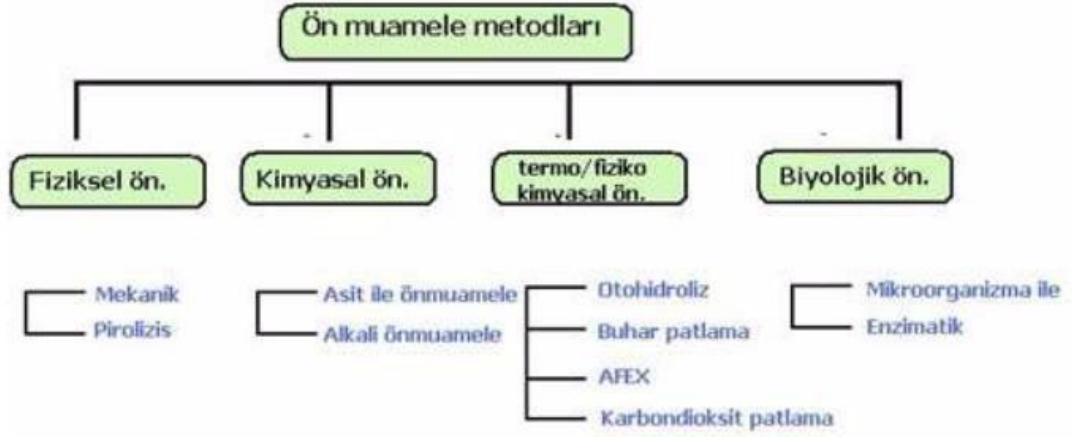 Ön muamele metodları
Fiziksel ön.
Kimyasal ön.
termo/fiziko
kimyasal ön.
Biyolojik ön.
Mekanik
Pirolizis
Asit ile önmuamele
Alkali önmuamele
Otohidroliz
Buhar patlama
AFEX
Karbondioksit patlama
Mikroorganizma ile
Enzimatik